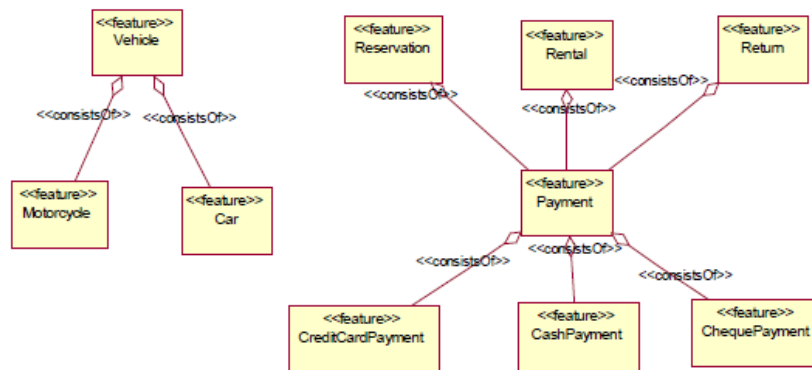 <<feature>>
Vehicle
<<feature>>
Reservation
<<feature>>
Rental
<<feature>>
Return
<<consistsOf>>
<<consistsOf>>
<<consistsOf>>
<<consistsOf>>
<<consistsOf>>
<<feature>>
Motorcycle
<<feature>>
Car
<<feature>>
Payment
<<consistsOf>>
<<consistsOf>>
<<consistsOf>>
<<feature>>
CreditCardPayment
<<feature>>
CashPayment
<<feature>>
ChequePayment